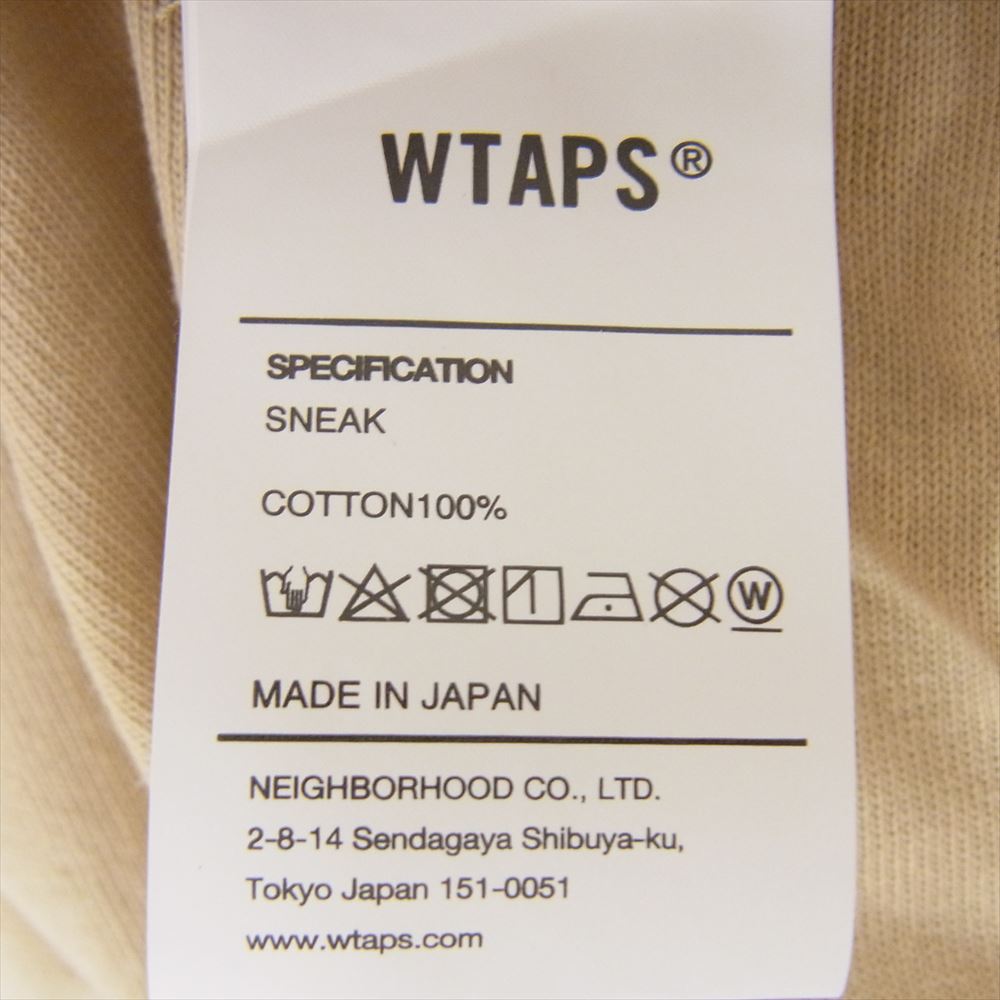 WTAPS®
SPECIFICATION
SNEAK
COTTON100%
W
MADE IN JAPAN
NEIGHBORHOOD CO., LTD.
2-8-14 Sendagaya Shibuya-ku,
Tokyo Japan 151-0051
www.wtaps.com